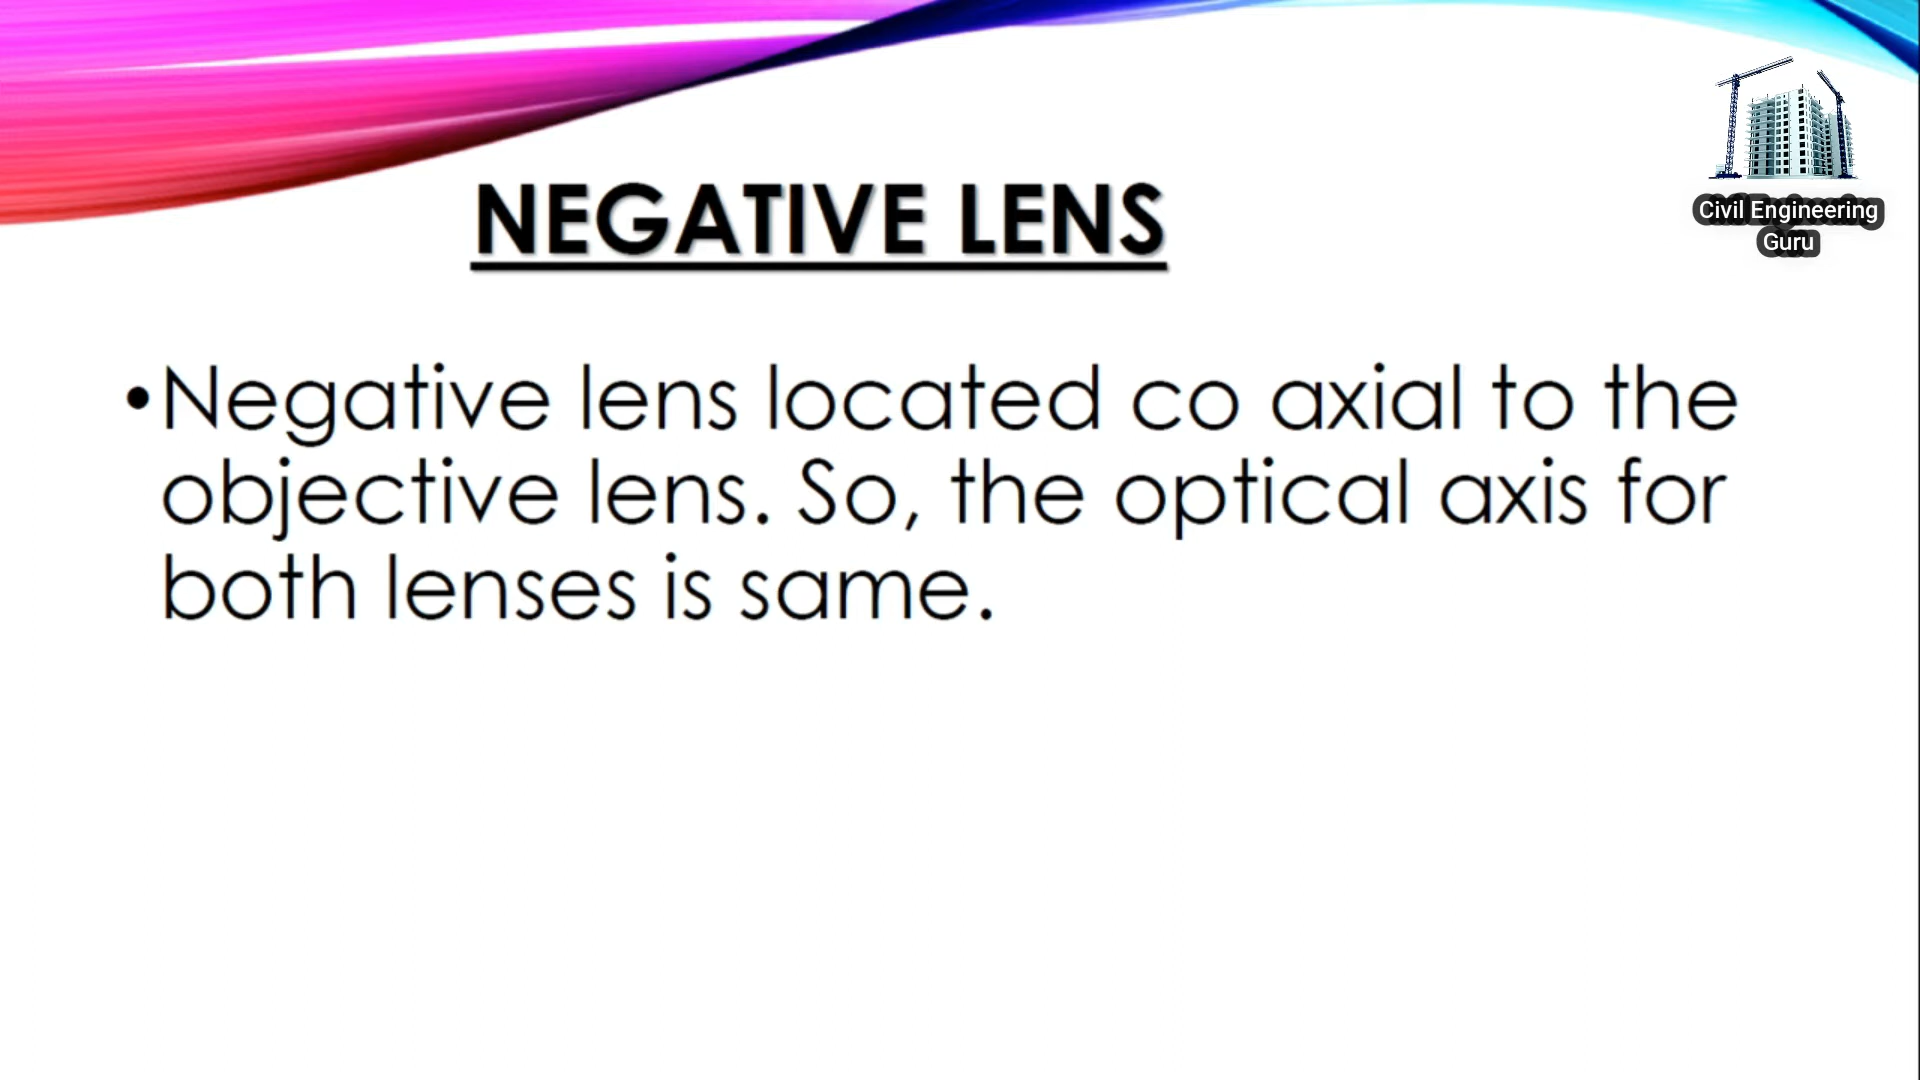 Civil Engineering
Guru
NEGATIVE LENS
•Negative lens located co axial to the
objective lens. So, the optical axis for
both lenses is same.